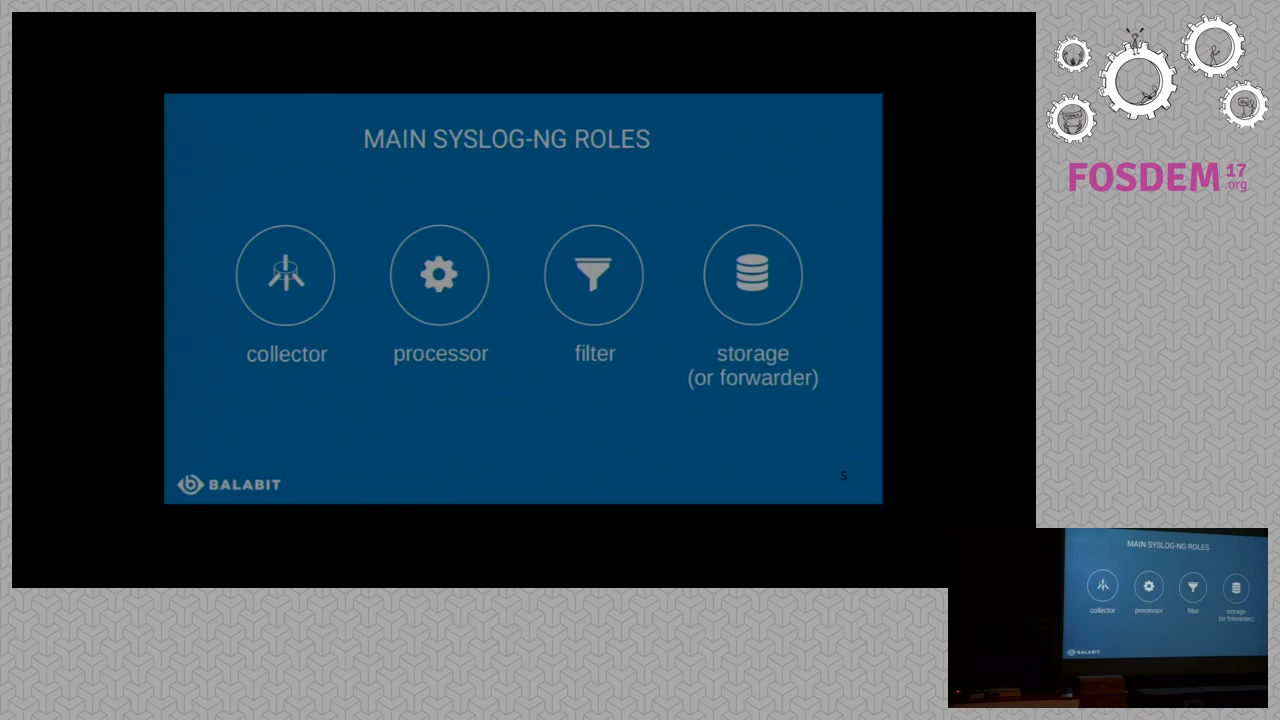 MAIN SYSLOG-NG ROLES
collector
processor
filter
storage
(or forwarder)
BALABIT
5
FOSDEM 17
.org
MAIN SYSLOG-NG ROLES
collector
processor
filter
storage
(or forwarder)
BALABIT